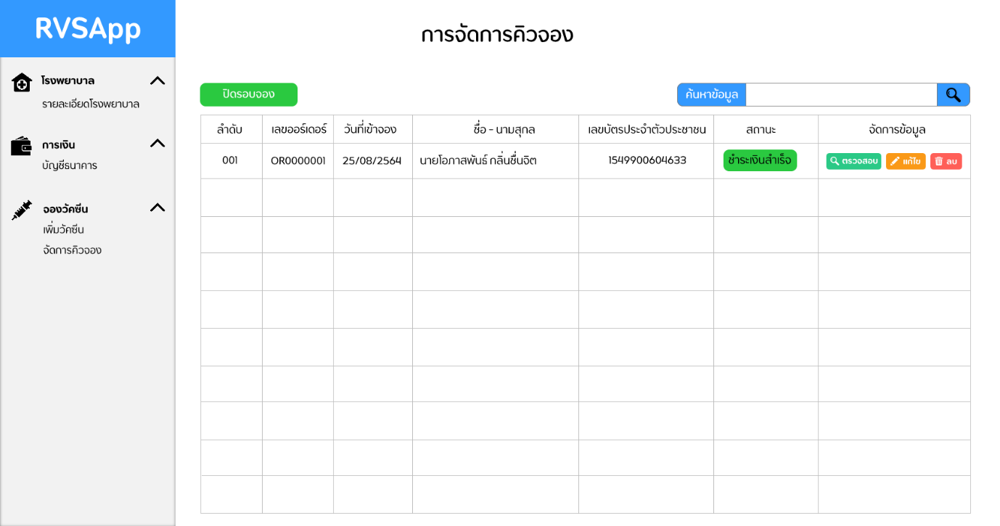 RVSApp
โรงพยาบาล
รายละเอียดโรงพยาบาล
การเงิน
บัญชีธนาคาร
จองวัคซีน
เพิ่มวัคซีน
จัดการคิวจอง
การจัดการคิวจอง
ปิดรอบจอง
ค้นหาข้อมูล
ลำดับ เลขออร์เดอร์ วันที่เข้าจอง ชื่อ - นามสุกล เลขบัตรประจำตัวประชาชน สถานะ จัดการข้อมูล
001 OR0000001 25/08/2564 นายโอภาสพันธ์ กลิ่นชื่นจิต 1549900604633 ชำระเงินสำเร็จ ตรวจสอบ แก้ไข ลบ